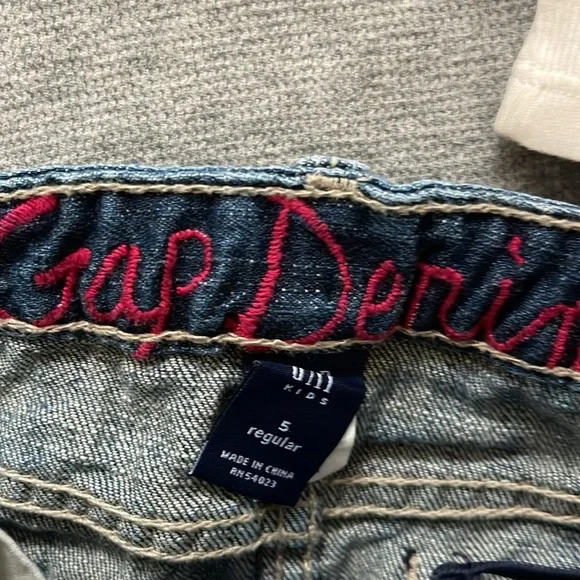 Gap Denim
KIDS
5
regular
MADE IN CHINA
RN54023